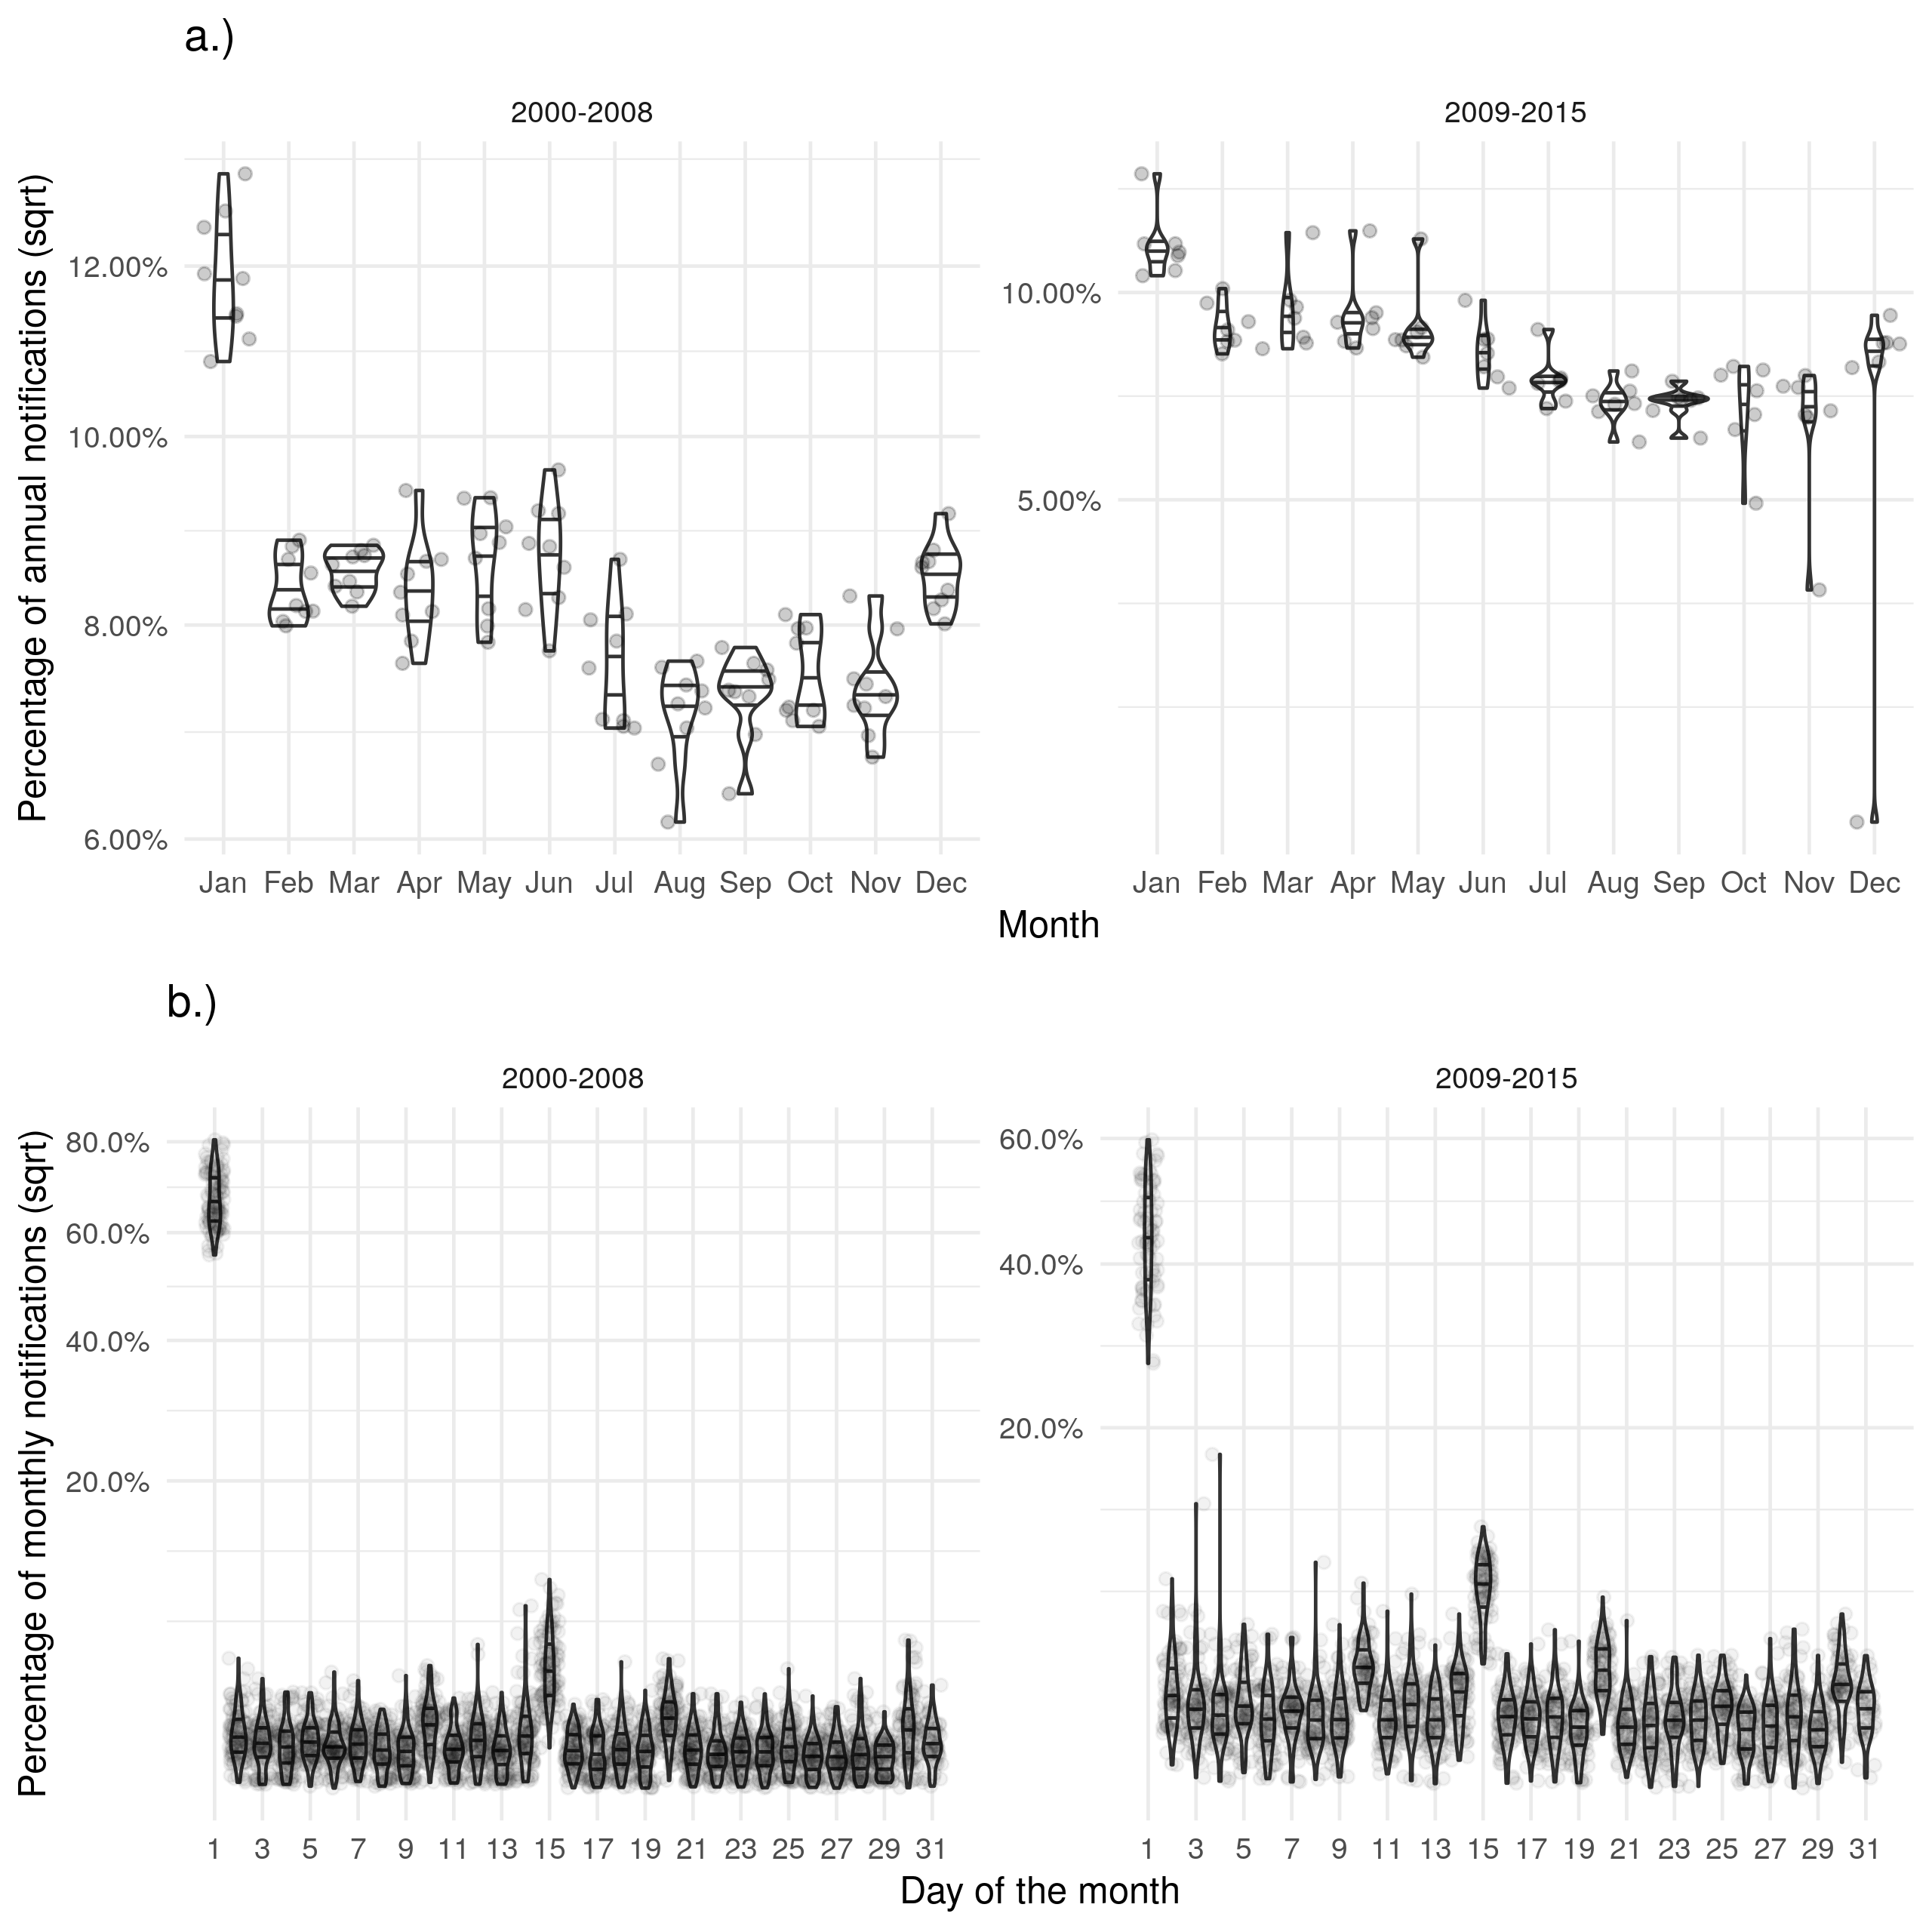 a.)
2000-2008
2009-2015
Percentage of annual notifications (sqrt)
12.00%
10.00%
8.00%
6.00%
10.00%
5.00%
Jan Feb Mar Apr May Jun Jul Aug Sep Oct Nov Dec
Jan Feb Mar Apr May Jun Jul Aug Sep Oct Nov Dec
Month
b.)
2000-2008
2009-2015
Percentage of monthly notifications (sqrt)
80.0%
60.0%
40.0%
20.0%
60.0%
40.0%
20.0%
1 3 5 7 9 11 13 15 17 19 21 23 25 27 29 31
1 3 5 7 9 11 13 15 17 19 21 23 25 27 29 31
Day of the month